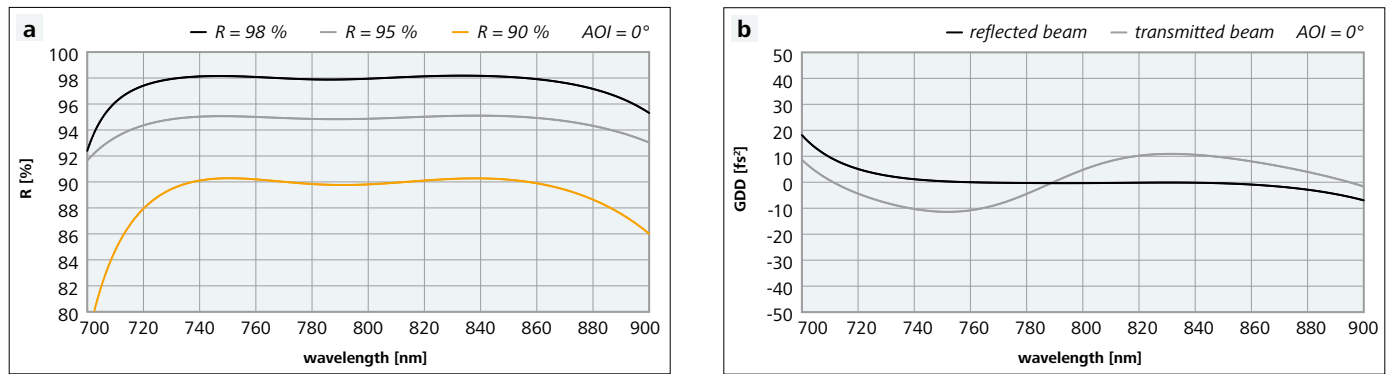 a
R = 98 % R = 95 % R = 90 % AOI = 0°
100
98
96
94
92
90
88
86
84
82
80
R [%]
700 720 740 760 780 800 820 840 860 880 900
wavelength [nm]
b
reflected beam transmitted beam AOI = 0°
50
40
30
20
10
0
-10
-20
-30
-40
-50
GDD [fs²]
700 720 740 760 780 800 820 840 860 880 900
wavelength [nm]